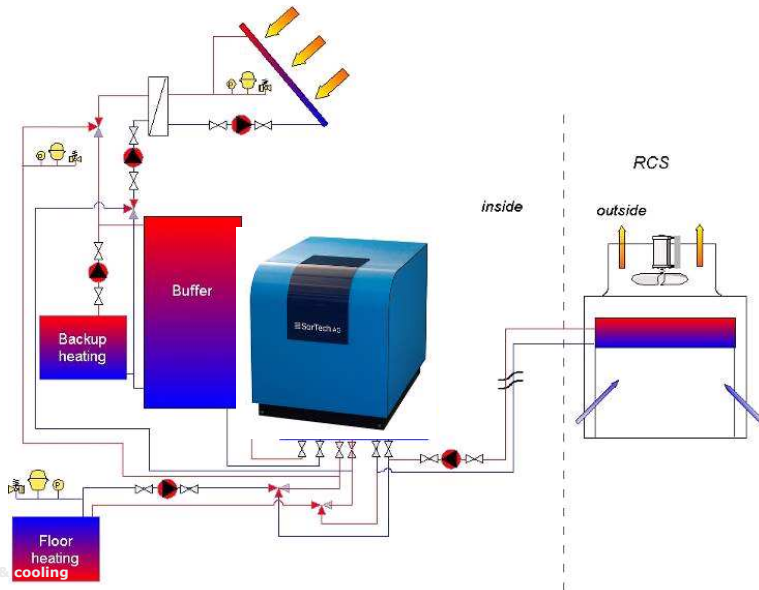 P
P
RCS
inside
outside
Buffer
SorTech AG
Backup
heating
P
Floor
heating
& cooling